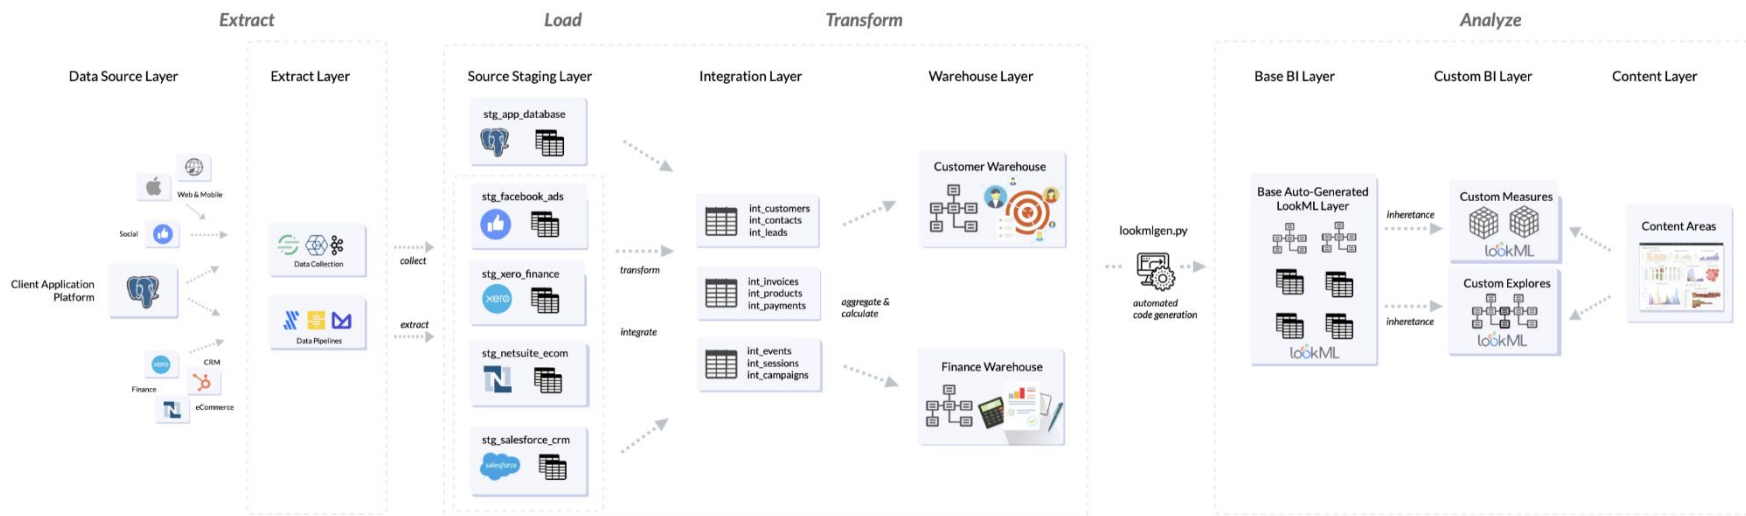 Extract
Load
Transform
Analyze
Data Source Layer
Extract Layer
Source Staging Layer
Integration Layer
Warehouse Layer
Base BI Layer
Custom BI Layer
Content Layer
Web & Mobile
Social
Client Application
Platform
xero
CRM
Finance
eCommerce
Data Collection
Data Pipelines
collect
extract
stg_app_database
stg_facebook_ads
stg_xero_finance
xero
stg_netsuite_ecom
stg_salesforce_crm
salesforce
transform
integrate
int_customers
int_contacts
int_leads
int_invoices
int_products
int_payments
int_events
int_sessions
int_campaigns
aggregate &
calculate
Customer Warehouse
Finance Warehouse
lookmlgen.py
automated
code generation
Base Auto-Generated
LookML Layer
lookML
inheretance
inheretance
Custom Measures
lookML
Custom Explores
lookML
Content Areas